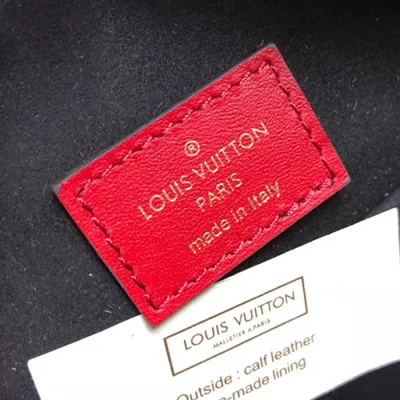 ®
LOUIS VUITTON
PARIS
made in italy
LOUIS VUITTON
MALLETIER A PARIS
Outside : calf leather
-made lining